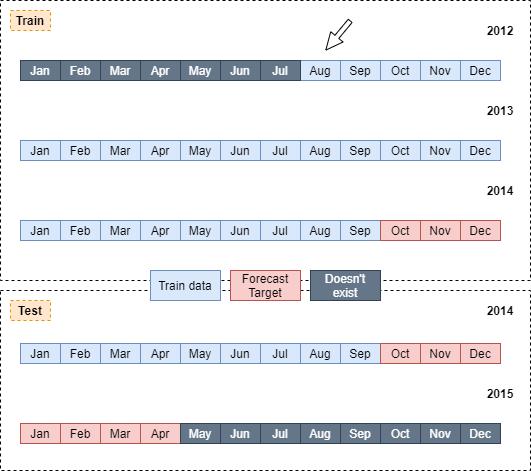 Train
2012
Jan Feb Mar Apr May Jun Jul Aug Sep Oct Nov Dec
2013
Jan Feb Mar Apr May Jun Jul Aug Sep Oct Nov Dec
2014
Jan Feb Mar Apr May Jun Jul Aug Sep Oct Nov Dec
Train data
Forecast
Target
Doesn't
exist
Test
2014
Jan Feb Mar Apr May Jun Jul Aug Sep Oct Nov Dec
2015
Jan Feb Mar Apr May Jun Jul Aug Sep Oct Nov Dec